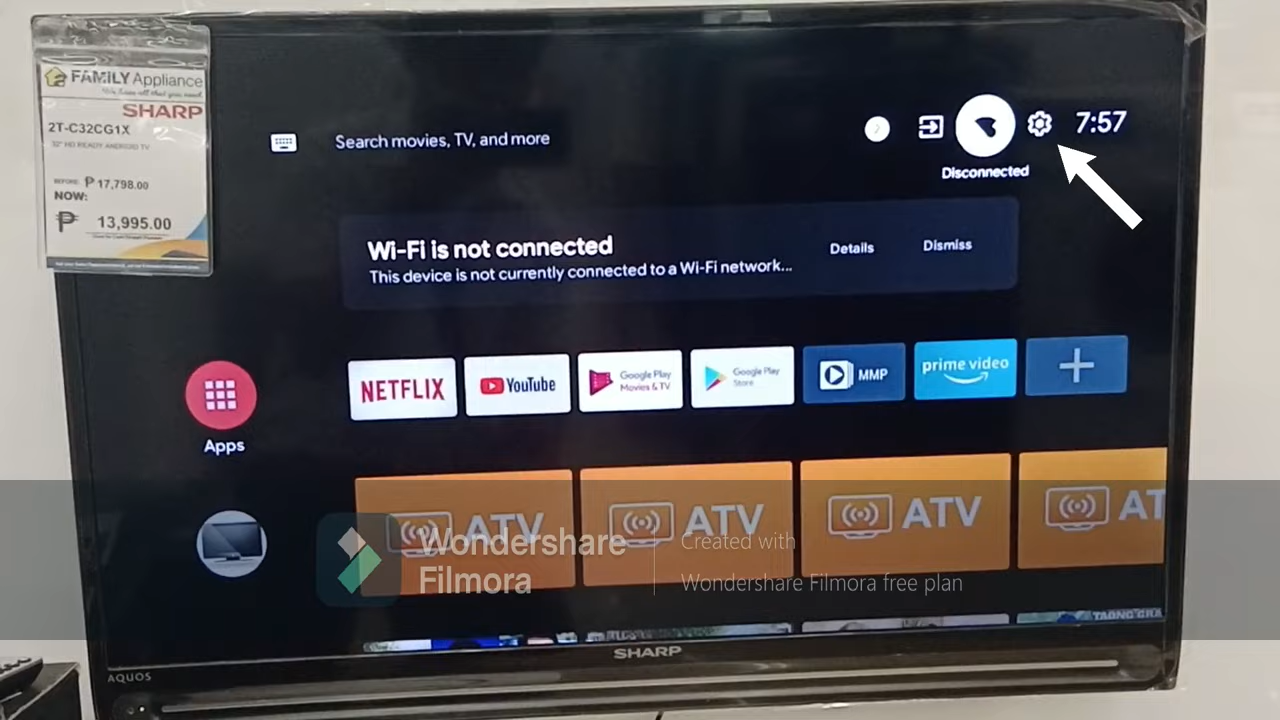 FAMILY Appliance
SHARP
2T-C32CG1X
32" HD READY ANDROID TV
BEFORE: ₱ 17,798.00
NOW:
₱ 13,995.00
Search movies, TV, and more
7:57
Disconnected
Wi-Fi is not connected
This device is not currently connected to a Wi-Fi network...
Details
Dismiss
NETFLIX
YouTube
Google Play
Movies & TV
Google Play
Store
MMP
prime video
Apps
ATV
ATV
ATV
AT
Wondershare
Filmora
Created with
Wondershare Filmora free plan
TAONG GRA
SHARP
AQUOS